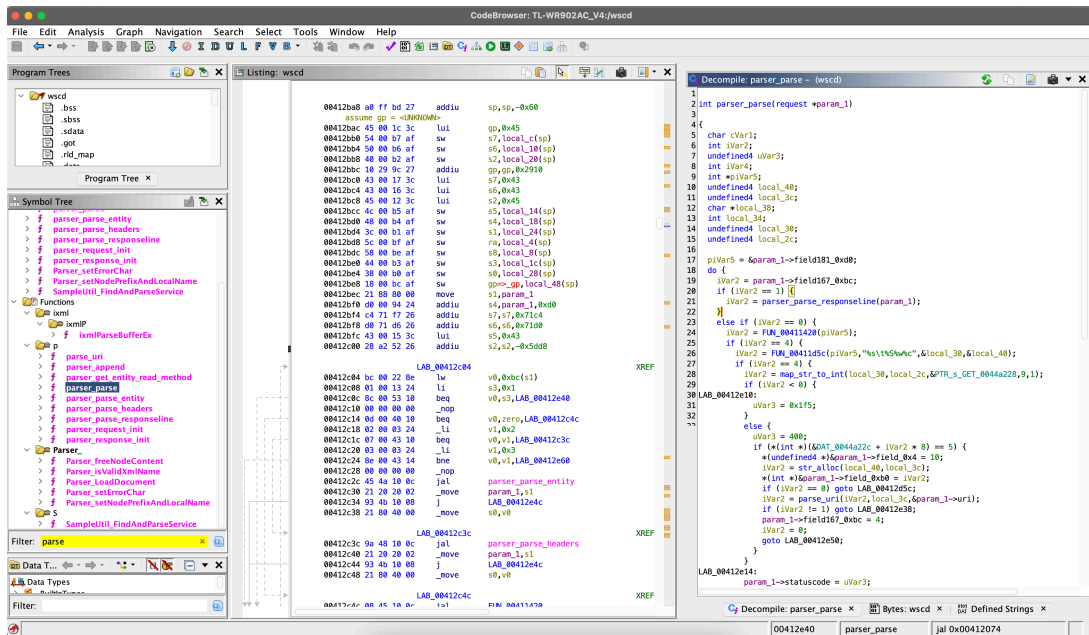 CodeBrowser: TL-WR902AC_V4:/wscd
File Edit Analysis Graph Navigation Search Select Tools Window Help
I D U L F V B
Program Trees
wscd
.bss
.sbss
.sdata
.got
.rld_map
Program Tree ×
Symbol Tree
parser_parse_entity
parser_parse_headers
parser_parse_responseline
parser_request_init
parser_response_init
Parser_setErrorChar
Parser_setNodePrefixAndLocalName
SampleUtil_FindAndParseService
Functions
ixml
ixmlP
ixmlParseBufferEx
p
parse_uri
parser_append
parser_get_entity_read_method
parser_parse
parser_parse_entity
parser_parse_headers
parser_parse_responseline
parser_request_init
parser_response_init
Parser_
Parser_freeNodeContent
Parser_isValidXmlName
Parser_LoadDocument
Parser_setErrorChar
Parser_setNodePrefixAndLocalName
S
SampleUtil_FindAndParseService
Filter: parse
Data T...
Data Types
BuiltInTypes
Filter:
Listing: wscd
00412ba8 a0 ff bd 27 addiu sp,sp,-0x60
assume gp = <UNKNOWN>
00412bac 45 00 1c 3c lui gp,0x45
00412bb0 54 00 b7 af sw s7,local_c(sp)
00412bb4 50 00 b6 af sw s6,local_10(sp)
00412bb8 40 00 b2 af sw s2,local_20(sp)
00412bbc 10 29 9c 27 addiu gp,gp,0x2910
00412bc0 43 00 17 3c lui s7,0x43
00412bc4 43 00 16 3c lui s6,0x43
00412bc8 45 00 12 3c lui s2,0x45
00412bcc 4c 00 b5 af sw s5,local_14(sp)
00412bd0 48 00 b4 af sw s4,local_18(sp)
00412bd4 3c 00 b1 af sw s1,local_24(sp)
00412bd8 5c 00 bf af sw ra,local_4(sp)
00412bdc 58 00 be af sw s8,local_8(sp)
00412be0 44 00 b3 af sw s3,local_1c(sp)
00412be4 38 00 b0 af sw s0,local_28(sp)
00412be8 18 00 bc af sw gp=>_gp,local_48(sp)
00412bec 21 88 80 00 move s1,param_1
00412bf0 d0 00 94 24 addiu s4,param_1,0xd0
00412bf4 c4 71 f7 26 addiu s7,s7,0x71c4
00412bf8 d0 71 d6 26 addiu s6,s6,0x71d0
00412bfc 43 00 15 3c lui s5,0x43
00412c00 28 a2 52 26 addiu s2,s2,-0x5dd8
LAB_00412c04 XREF
00412c04 bc 00 22 8e lw v0,0xbc(s1)
00412c08 01 00 13 24 li s3,0x1
00412c0c 8c 00 53 10 beq v0,s3,LAB_00412e40
00412c10 00 00 00 00 _nop
00412c14 0d 00 40 10 beq v0,zero,LAB_00412c4c
00412c18 02 00 03 24 _li v1,0x2
00412c1c 07 00 43 10 beq v0,v1,LAB_00412c3c
00412c20 03 00 03 24 _li v1,0x3
00412c24 8e 00 43 14 bne v0,v1,LAB_00412e60
00412c28 00 00 00 00 _nop
00412c2c 45 4a 10 0c jal parser_parse_entity
00412c30 21 20 20 02 _move param_1,s1
00412c34 93 4b 10 08 j LAB_00412e4c
00412c38 21 80 40 00 _move s0,v0
LAB_00412c3c XREF
00412c3c 9a 48 10 0c jal parser_parse_headers
00412c40 21 20 20 02 _move param_1,s1
00412c44 93 4b 10 08 j LAB_00412e4c
00412c48 21 80 40 00 _move s0,v0
LAB_00412c4c XREF
00412c4c 08 45 10 0c jal FUN_00411420
Decompile: parser_parse - (wscd)
1
2 int parser_parse(request *param_1)
3
4 {
5 char cVar1;
6 int iVar2;
7 undefined4 uVar3;
8 int iVar4;
9 int *piVar5;
10 undefined4 local_40;
11 undefined4 local_3c;
12 char *local_38;
13 int local_34;
14 undefined4 local_30;
15 undefined4 local_2c;
16
17 piVar5 = &param_1->field181_0xd0;
18 do {
19 iVar2 = param_1->field167_0xbc;
20 if (iVar2 == 1) {
21 iVar2 = parser_parse_responseline(param_1);
22 }
23 else if (iVar2 == 0) {
24 iVar2 = FUN_00411420(piVar5);
25 if (iVar2 == 4) {
26 iVar2 = FUN_00411d5c(piVar5,"%s\t%S%w%c",&local_30,&local_40);
27 if (iVar2 == 4) {
28 iVar2 = map_str_to_int(local_30,local_2c,&PTR_s_GET_0044a228,9,1);
29 if (iVar2 < 0) {
30 LAB_00412e10:
31 uVar3 = 0x1f5;
32 }
33 else {
uVar3 = 400;
if (*(int *)(&DAT_0044a22c + iVar2 * 8) == 5) {
*(undefined4 *)&param_1->field_0x4 = 10;
iVar2 = str_alloc(local_40,local_3c);
*(int *)&param_1->field_0xb0 = iVar2;
if (iVar2 == 0) goto LAB_00412d5c;
iVar2 = parse_uri(iVar2,local_3c,&param_1->uri);
if (iVar2 != 1) goto LAB_00412e38;
param_1->field167_0xbc = 4;
iVar2 = 0;
goto LAB_00412e50;
}
}
LAB_00412e14:
param_1->statuscode = uVar3;
Decompile: parser_parse × Bytes: wscd × Defined Strings ×
00412e40 parser_parse jal 0x00412074